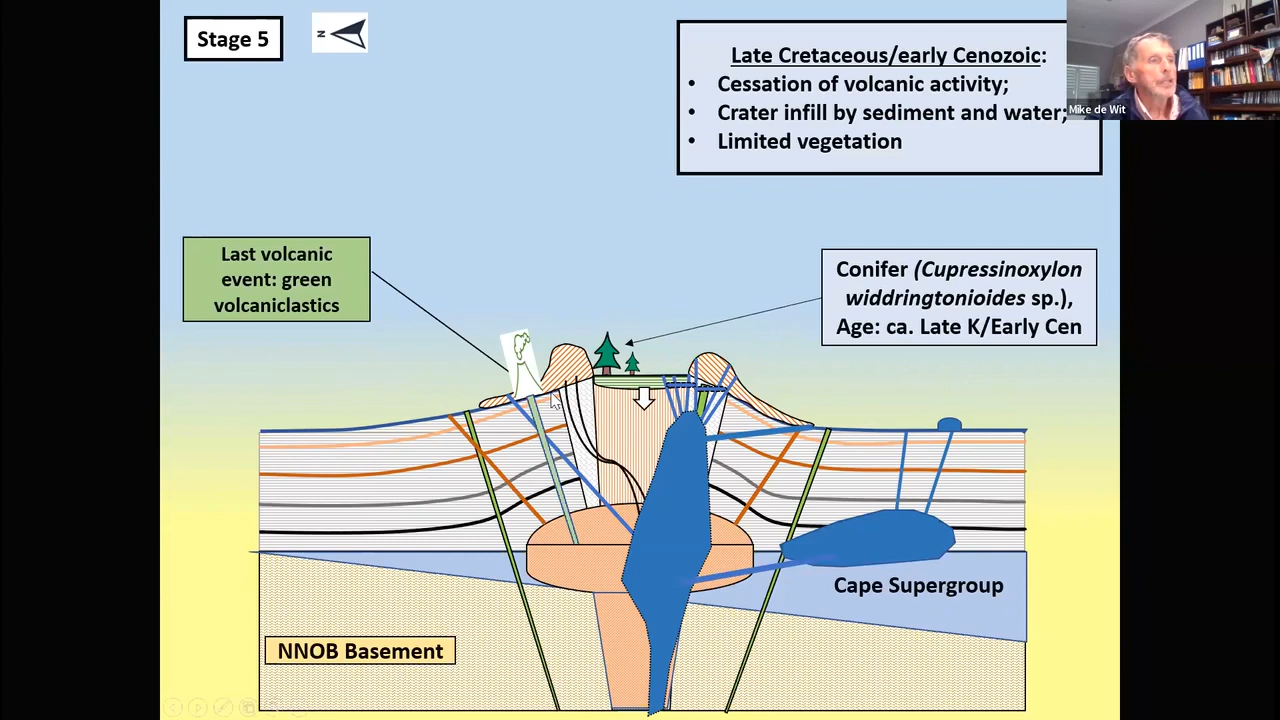 Stage 5
N
Late Cretaceous/early Cenozoic:
• Cessation of volcanic activity;
• Crater infill by sediment and water;
• Limited vegetation
Mike de Wit
Last volcanic
event: green
volcaniclastics
Conifer (Cupressinoxylon
widdringtonioides sp.),
Age: ca. Late K/Early Cen
Cape Supergroup
NNOB Basement